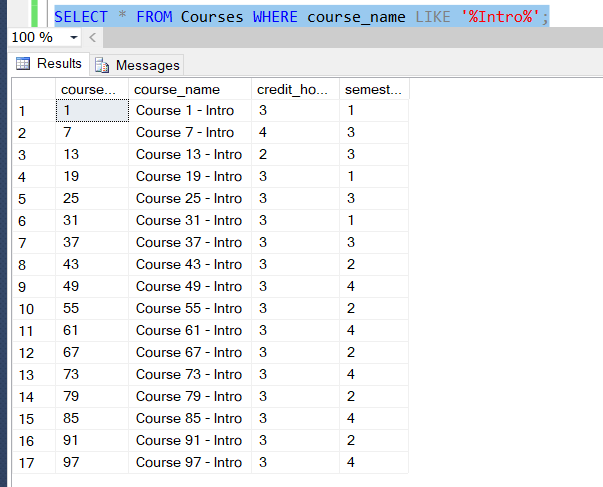 SELECT * FROM Courses WHERE course_name LIKE '%Intro%';
100 %
Results Messages
course... course_name credit_ho... semest...
1 1 Course 1 - Intro 3 1
2 7 Course 7 - Intro 4 3
3 13 Course 13 - Intro 2 3
4 19 Course 19 - Intro 3 1
5 25 Course 25 - Intro 3 3
6 31 Course 31 - Intro 3 1
7 37 Course 37 - Intro 3 3
8 43 Course 43 - Intro 3 2
9 49 Course 49 - Intro 3 4
10 55 Course 55 - Intro 3 2
11 61 Course 61 - Intro 3 4
12 67 Course 67 - Intro 3 2
13 73 Course 73 - Intro 3 4
14 79 Course 79 - Intro 3 2
15 85 Course 85 - Intro 3 4
16 91 Course 91 - Intro 3 2
17 97 Course 97 - Intro 3 4